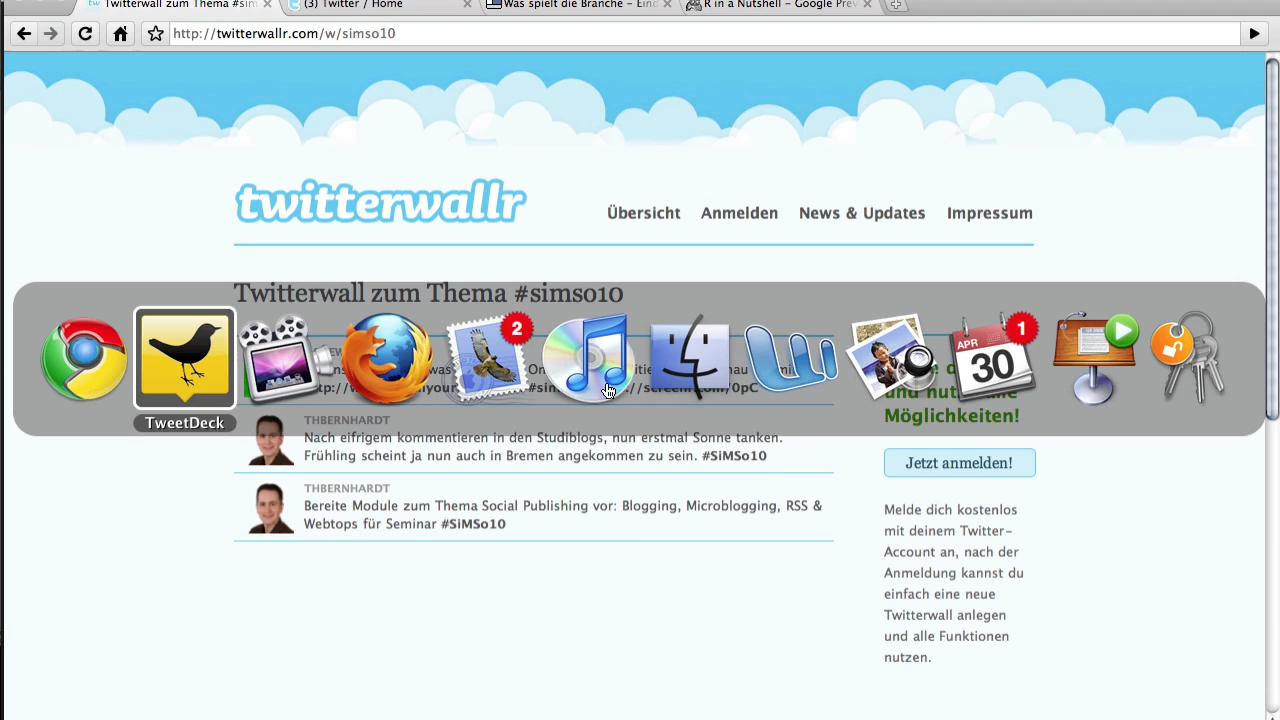 Twitterwall zum Thema #sim
(3) Twitter / Home
Was spielt die Branche – Ein
R in a Nutshell – Google Prev
http://twitterwallr.com/w/simso10
twitterwallr
Übersicht
Anmelden
News & Updates
Impressum
Twitterwall zum Thema #simso10
2
APR
30
1
TweetDeck
Möglichkeiten!
THBERNHARDT
Nach eifrigem kommentieren in den Studiblogs, nun erstmal Sonne tanken.
Frühling scheint ja nun auch in Bremen angekommen zu sein. #SiMSo10
THBERNHARDT
Bereite Module zum Thema Social Publishing vor: Blogging, Microblogging, RSS &
Webtops für Seminar #SiMSo10
Jetzt anmelden!
Melde dich kostenlos
mit deinem Twitter-
Account an, nach der
Anmeldung kannst du
einfach eine neue
Twitterwall anlegen
und alle Funktionen
nutzen.